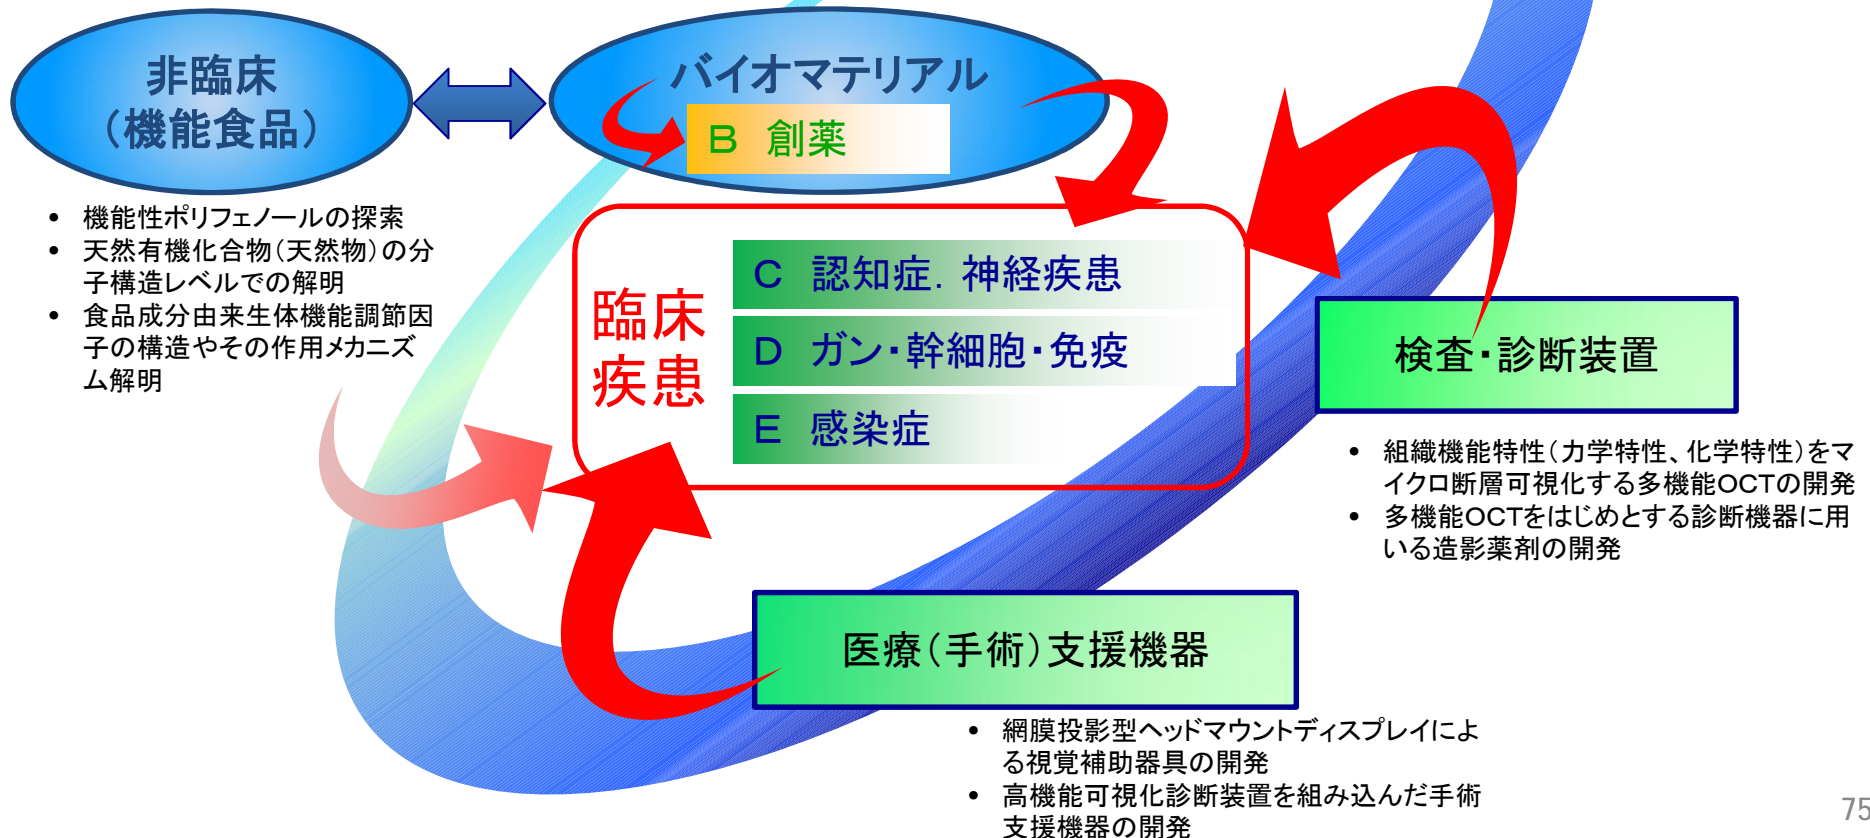 非臨床
（機能食品）
バイオマテリアル
B 創薬
• 機能性ポリフェノールの探索
• 天然有機化合物（天然物）の分
子構造レベルでの解明
• 食品成分由来生体機能調節因
子の構造やその作用メカニズ
ム解明
臨床
疾患
C 認知症．神経疾患
D ガン・幹細胞・免疫
E 感染症
検査・診断装置
• 組織機能特性（力学特性、化学特性）をマ
イクロ断層可視化する多機能OCTの開発
• 多機能OCTをはじめとする診断機器に用
いる造影薬剤の開発
医療（手術）支援機器
• 網膜投影型ヘッドマウントディスプレイによ
る視覚補助器具の開発
• 高機能可視化診断装置を組み込んだ手術
支援機器の開発
75